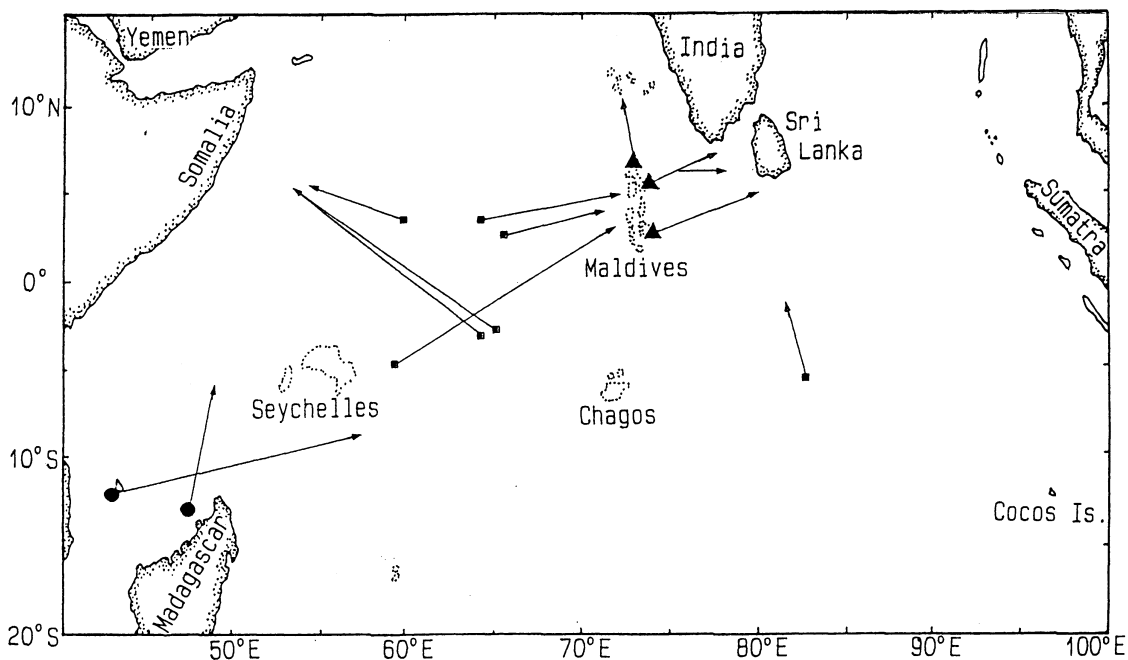 Yemen
India
10°N
Sri
Lanka
Somalia
Sumatra
Maldives
0°
Seychelles
Chagos
10°S
Cocos Is.
Madagascar
20°S
50°E
60°E
70°E
80°E
90°E
100°E